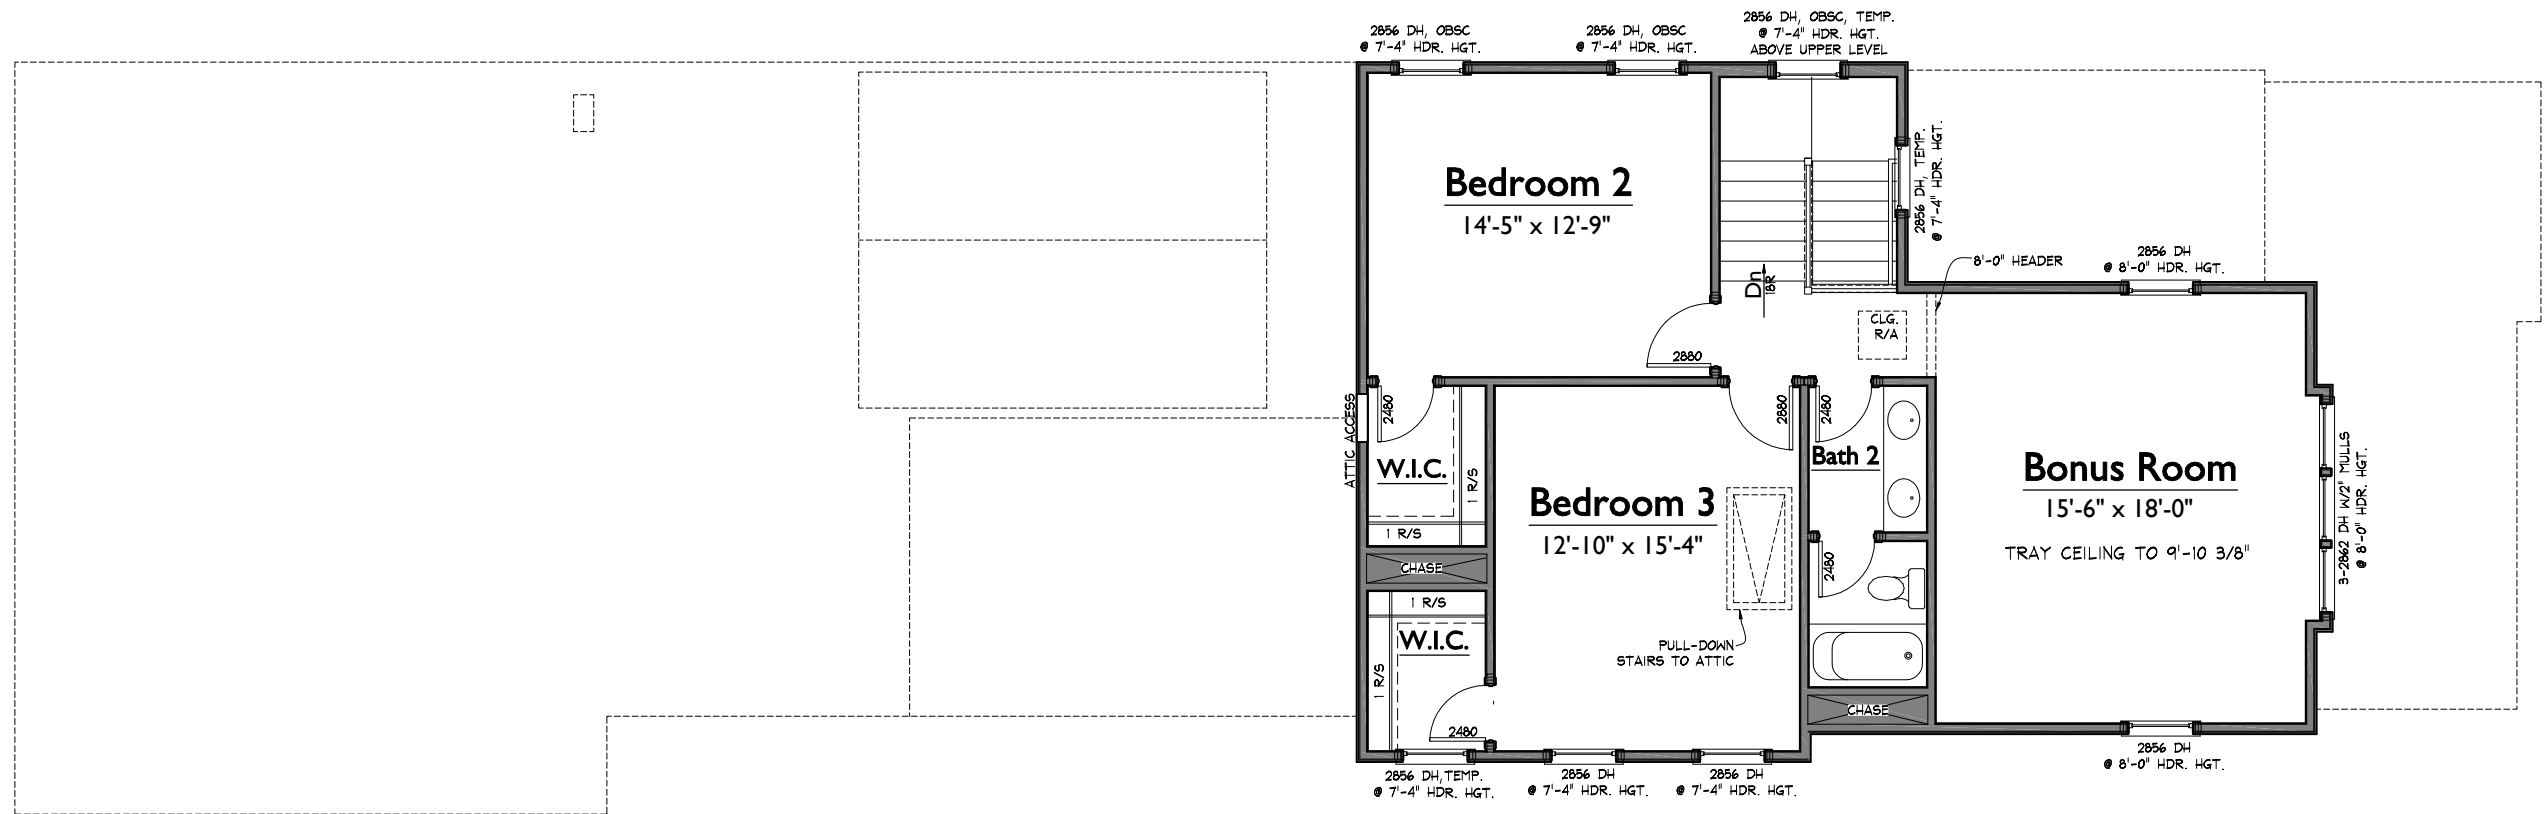 2856 DH, OBSC
@ 7'-4" HDR. HGT.
2856 DH, OBSC
@ 7'-4" HDR. HGT.
2856 DH, OBSC, TEMP.
@ 7'-4" HDR. HGT.
ABOVE UPPER LEVEL
2856 DH, TEMP.
@ 7'-4" HDR. HGT.
Bedroom 2
14'-5" x 12'-9"
Dn
18R
8'-0" HEADER
2856 DH
@ 8'-0" HDR. HGT.
CLG.
R/A
2880
2480
2880
2480
ATTIC ACCESS
W.I.C.
1 R/S
1 R/S
CHASE
Bedroom 3
12'-10" x 15'-4"
Bath 2
2480
Bonus Room
15'-6" x 18'-0"
TRAY CEILING TO 9'-10 3/8"
3-2862 DH W/2" MULLS
@ 8'-0" HDR. HGT.
1 R/S
W.I.C.
1 R/S
2480
PULL-DOWN
STAIRS TO ATTIC
CHASE
2856 DH,TEMP.
@ 7'-4" HDR. HGT.
2856 DH
@ 7'-4" HDR. HGT.
2856 DH
@ 7'-4" HDR. HGT.
2856 DH
@ 8'-0" HDR. HGT.